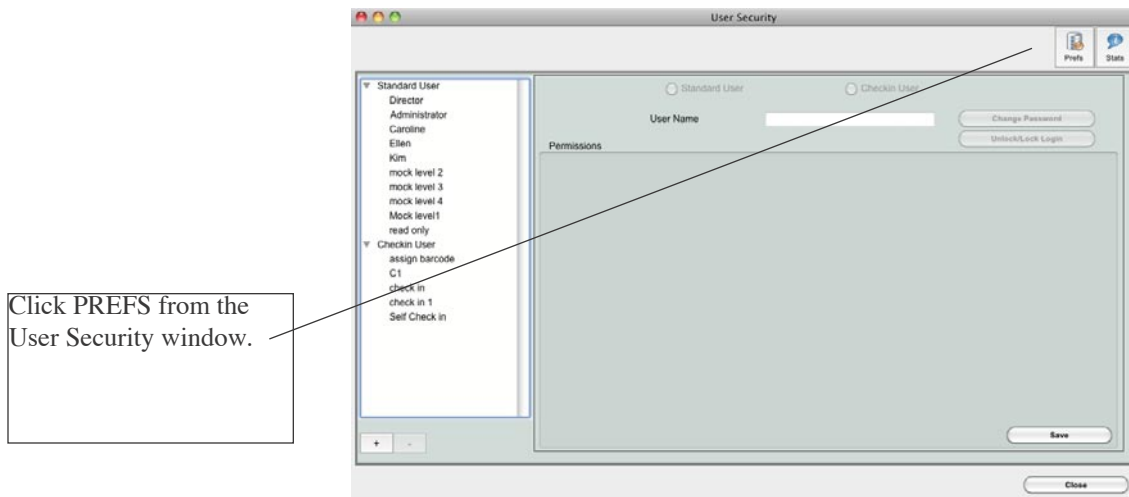 User Security
Prefs
Stats
Standard User
Director
Administrator
Caroline
Ellen
Kim
mock level 2
mock level 3
mock level 4
Mock level1
read only
Checkin User
assign barcode
C1
check in
check in 1
Self Check in
Standard User
Checkin User
User Name
Change Password
Unlock/Lock Login
Permissions
Click PREFS from the
User Security window.
+
-
Save
Close